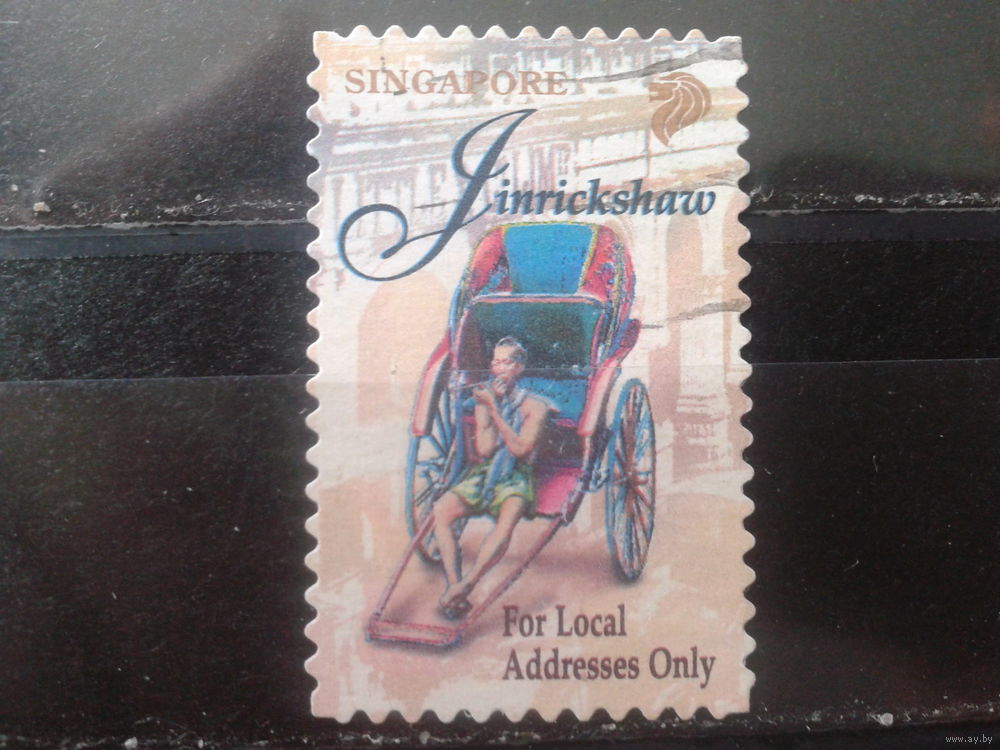 SINGAPORE
Jinrickshaw
For Local
Addresses Only
www.ay.by